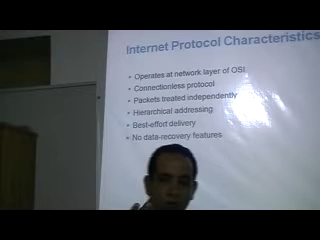 Internet Protocol Characteristics
• Operates at network layer of OSI
• Connectionless protocol
• Packets treated independently
• Hierarchical addressing
• Best-effort delivery
• No data-recovery features